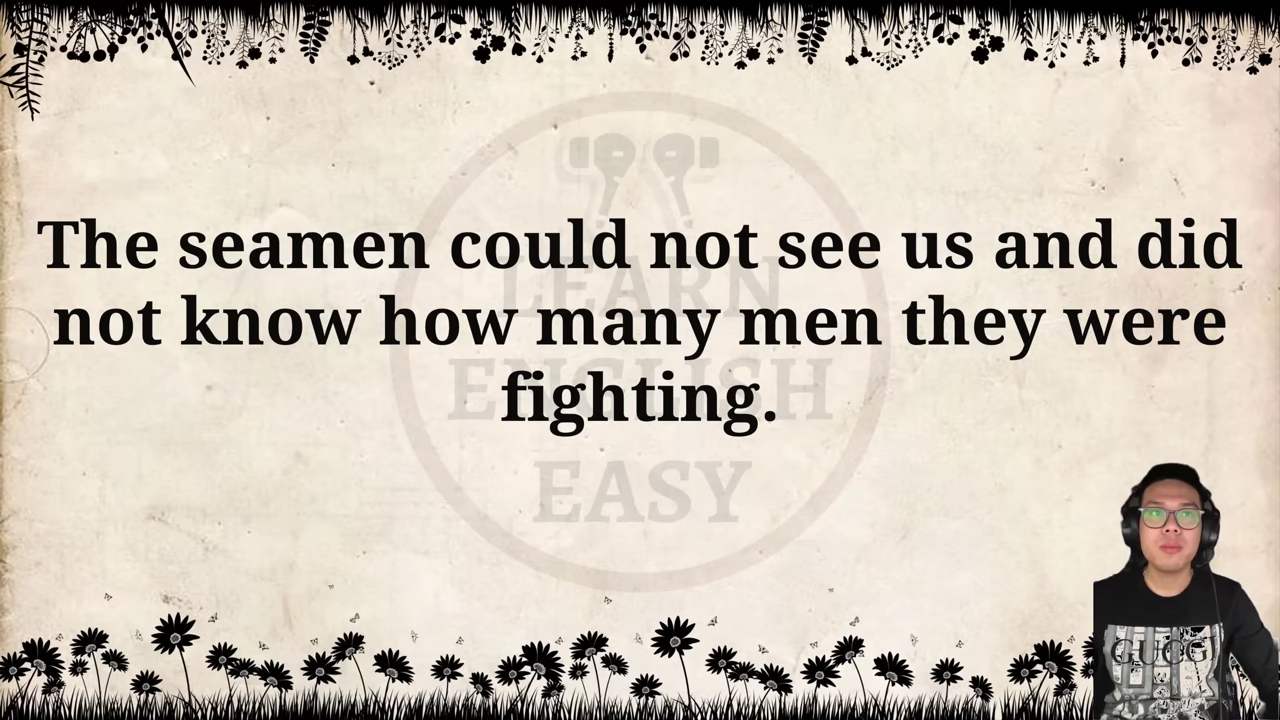 The seamen could not see us and did
not know how many men they were
fighting.
LEARN
ENGLISH
EASY
GUCCI